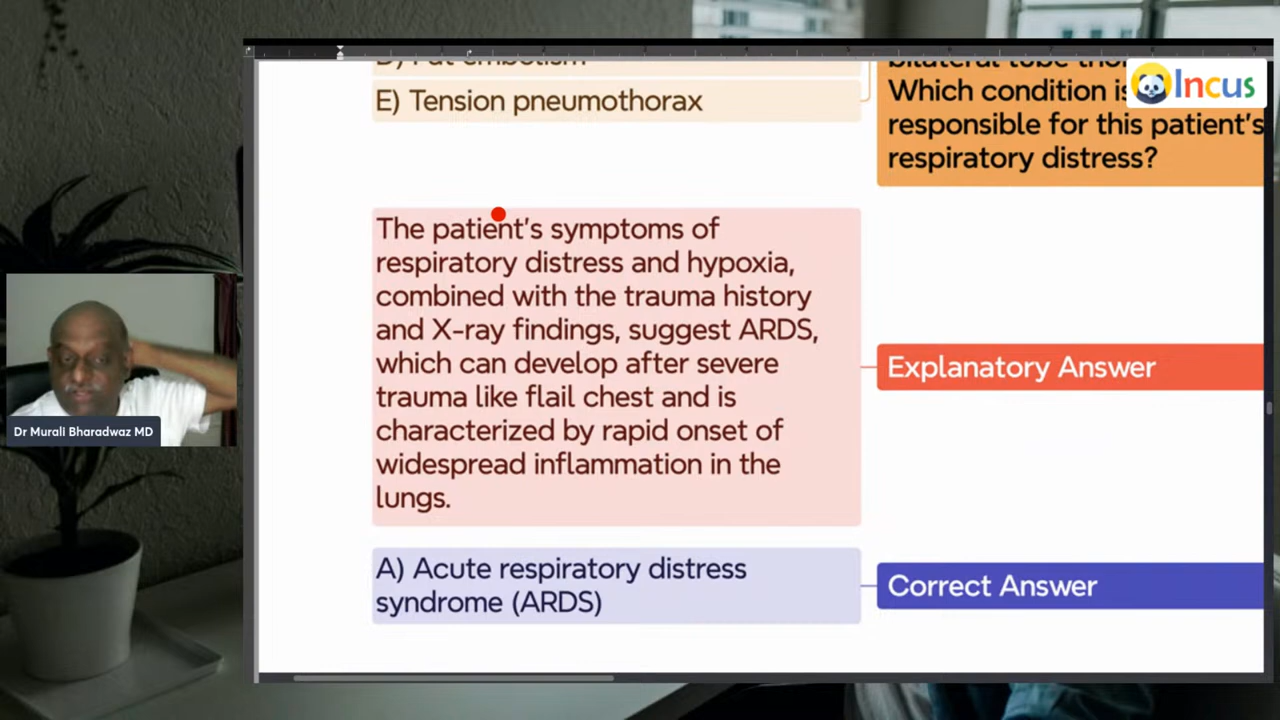 E) Tension pneumothorax
Which condition is
responsible for this patient's
respiratory distress?
Incus
The patient's symptoms of
respiratory distress and hypoxia,
combined with the trauma history
and X-ray findings, suggest ARDS,
which can develop after severe
trauma like flail chest and is
characterized by rapid onset of
widespread inflammation in the
lungs.
Explanatory Answer
A) Acute respiratory distress
syndrome (ARDS)
Correct Answer
Dr Murali Bharadwaz MD